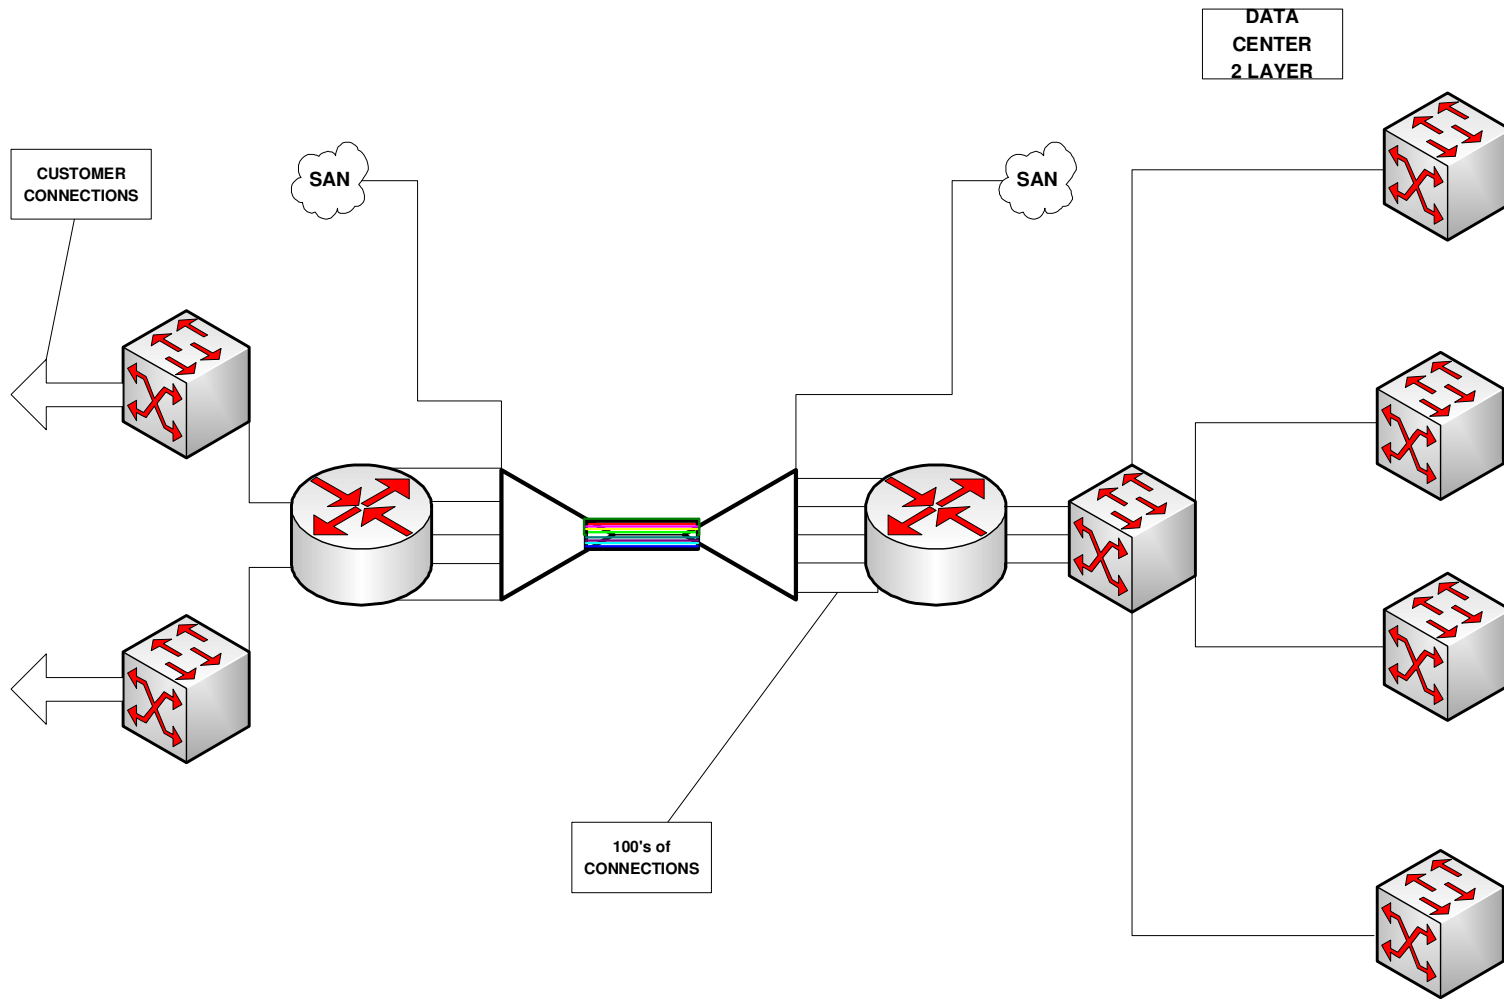 DATA
CENTER
2 LAYER
CUSTOMER
CONNECTIONS
SAN
SAN
100's of
CONNECTIONS